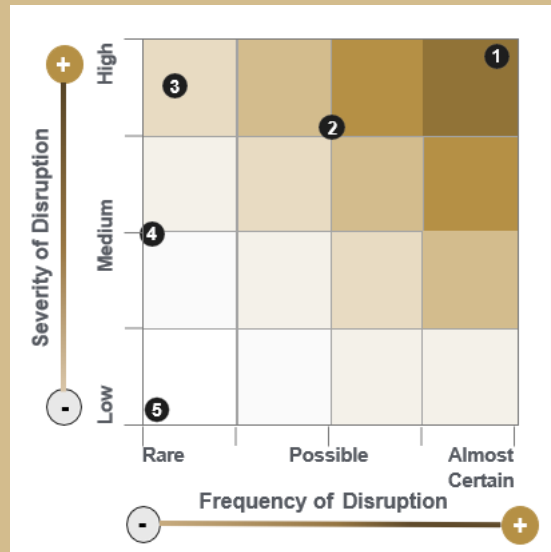 +
High
1
3
2
Severity of Disruption
Medium
4
-
Low
5
Rare
Possible
Almost
Certain
Frequency of Disruption
-
+